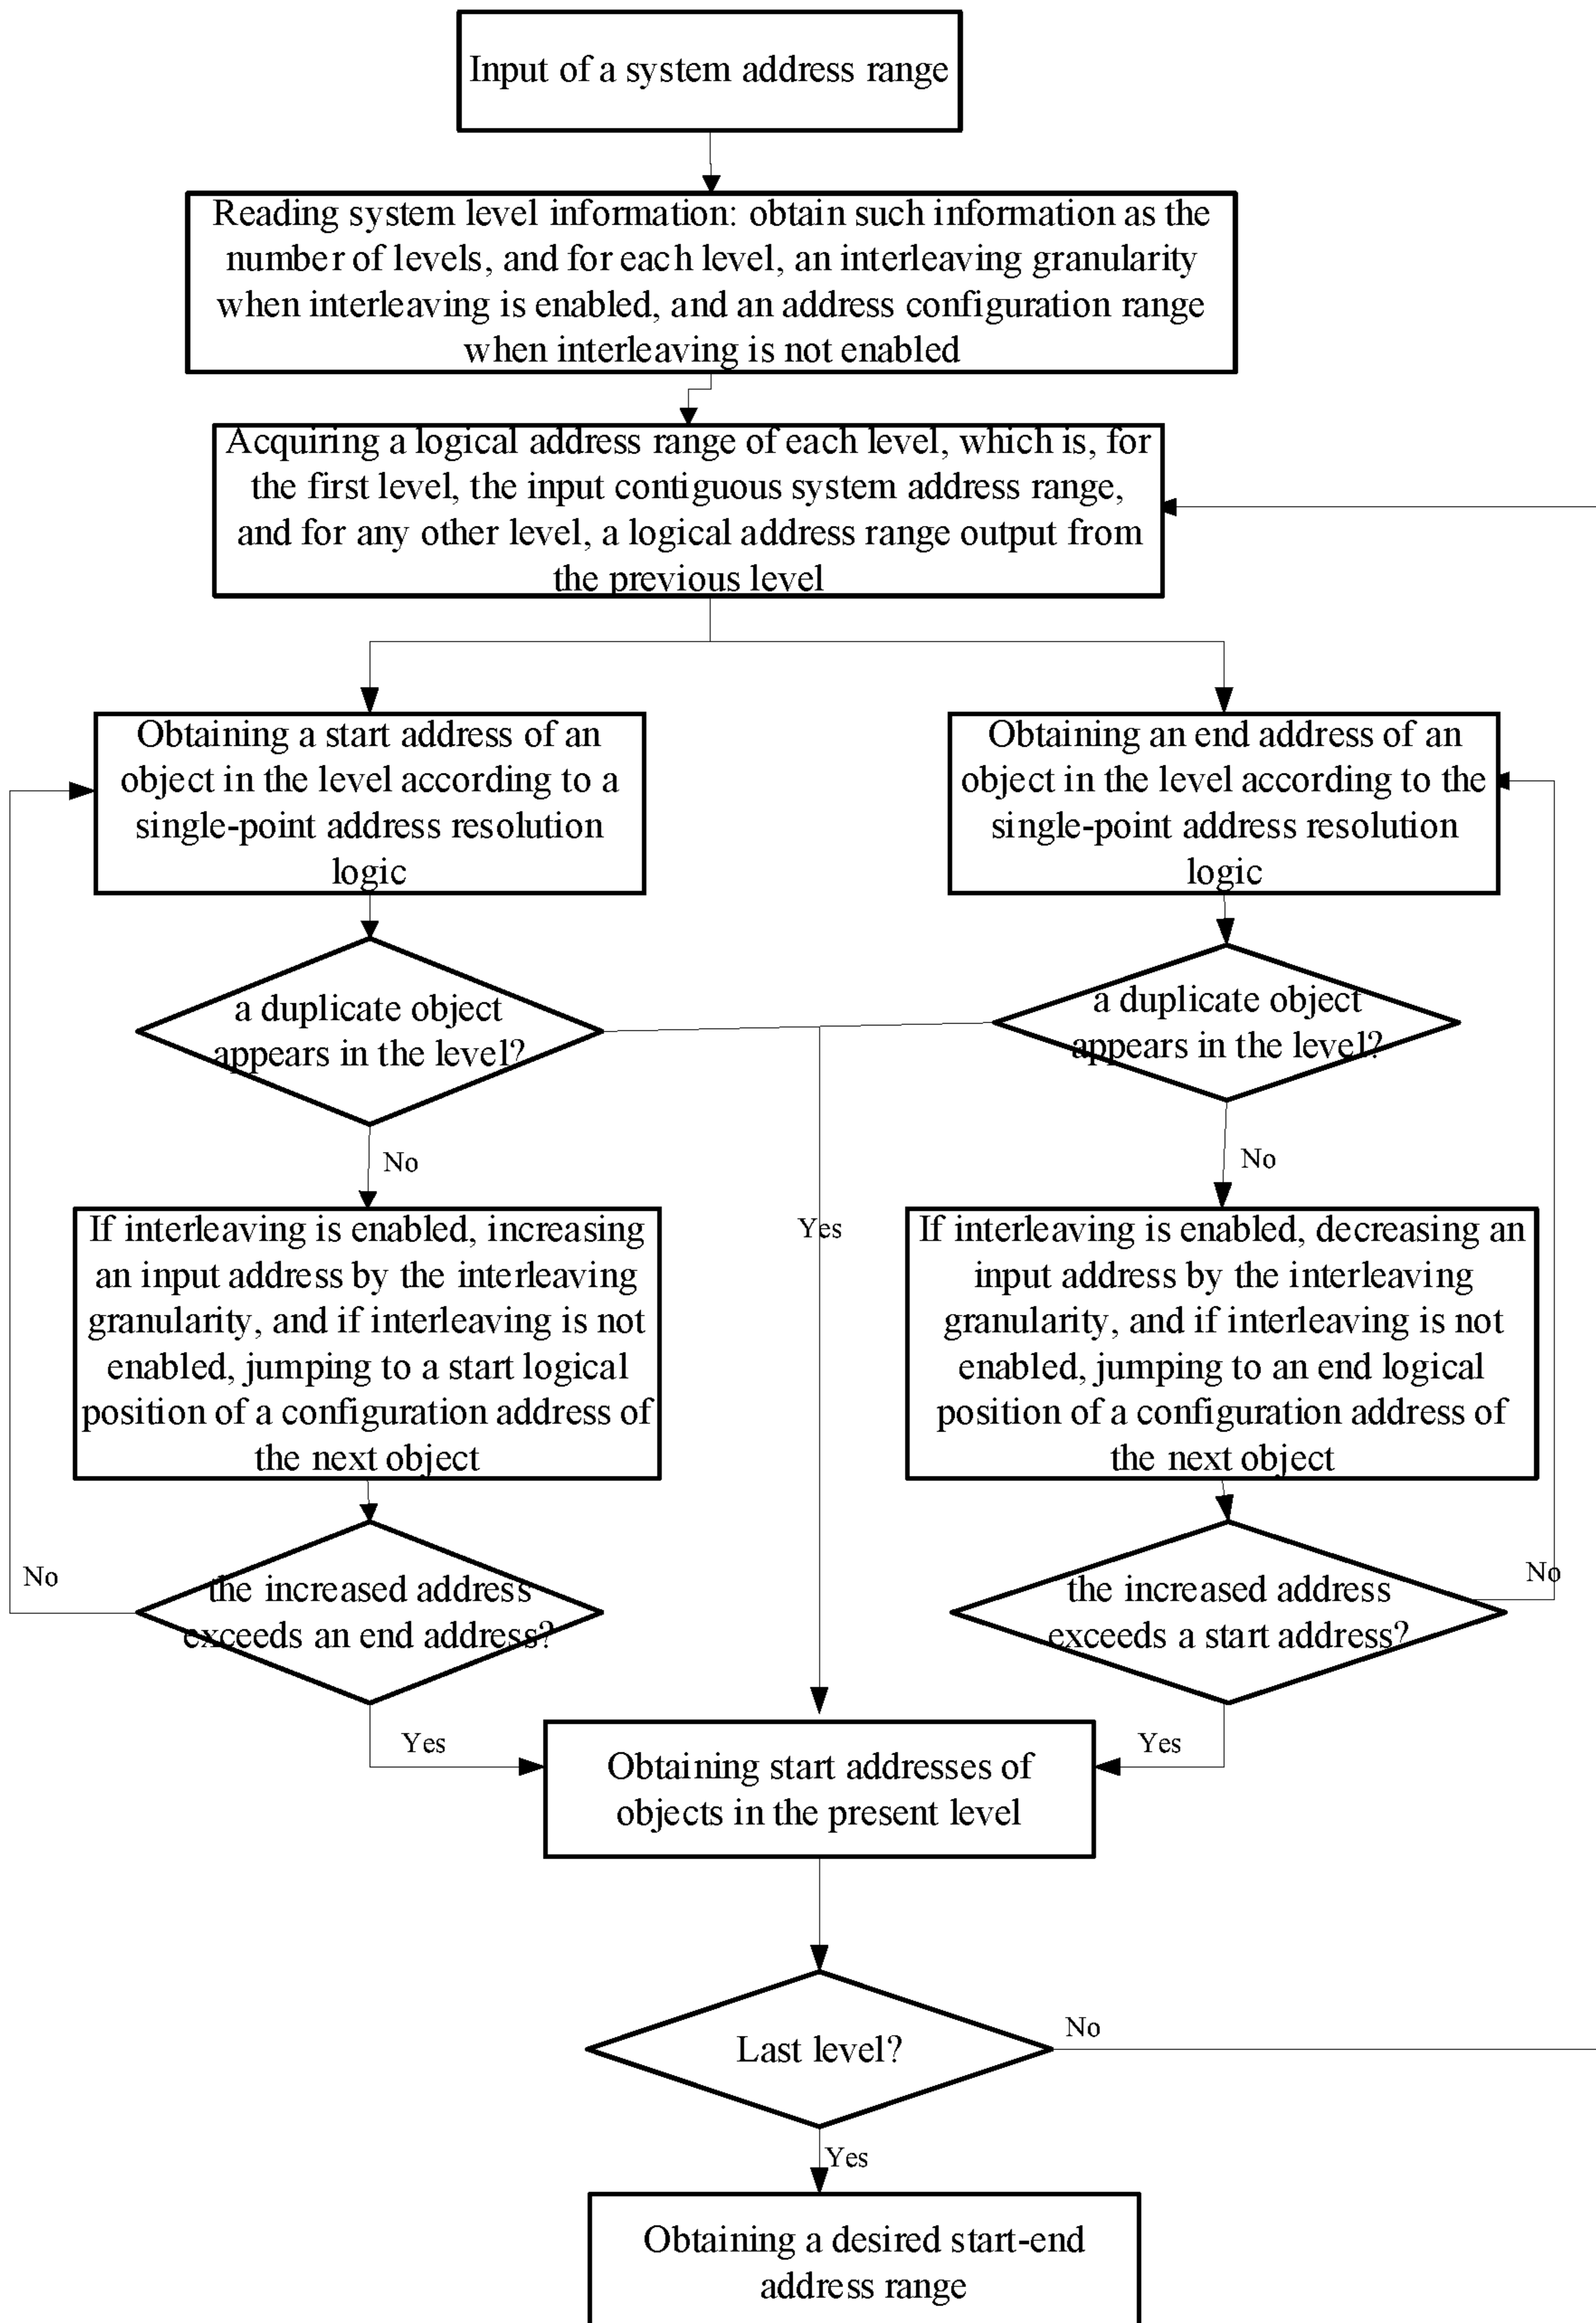 Input of a system address range
Reading system level information: obtain such information as the
number of levels, and for each level, an interleaving granularity
when interleaving is enabled, and an address configuration range
when interleaving is not enabled
Acquiring a logical address range of each level, which is, for
the first level, the input contiguous system address range,
and for any other level, a logical address range output from
the previous level
Obtaining a start address of an
object in the level according to a
single-point address resolution
logic
Obtaining an end address of an
object in the level according to the
single-point address resolution
logic
a duplicate object
appears in the level?
a duplicate object
appears in the level?
No
No
Yes
If interleaving is enabled, increasing
an input address by the interleaving
granularity, and if interleaving is not
enabled, jumping to a start logical
position of a configuration address of
the next object
If interleaving is enabled, decreasing an
input address by the interleaving
granularity, and if interleaving is not
enabled, jumping to an end logical
position of a configuration address of
the next object
No
the increased address
exceeds an end address?
the increased address
exceeds a start address?
No
Yes
Yes
Obtaining start addresses of
objects in the present level
Last level?
No
Yes
Obtaining a desired start-end
address range